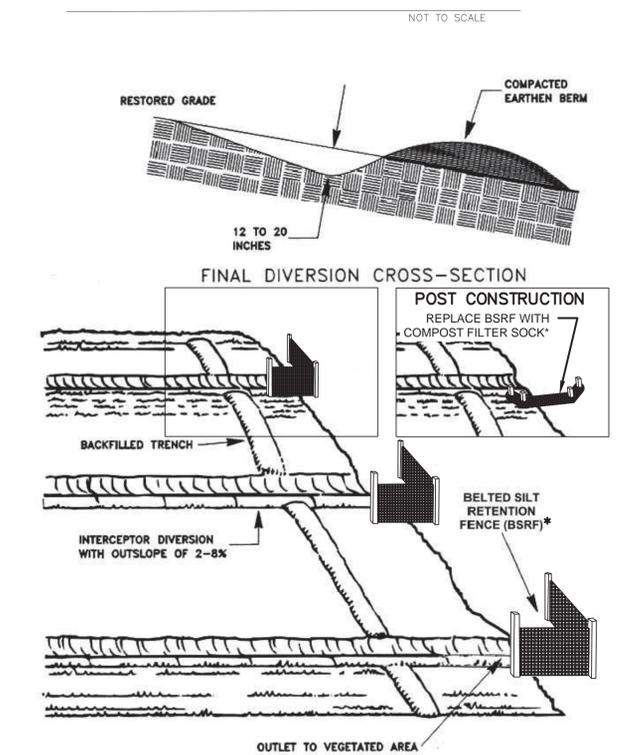 NOT TO SCALE
RESTORED GRADE
COMPACTED
EARTHEN BERM
12 TO 20
INCHES
FINAL DIVERSION CROSS-SECTION
POST CONSTRUCTION
REPLACE BSRF WITH
COMPOST FILTER SOCK*
BACKFILLED TRENCH
INTERCEPTOR DIVERSION
WITH OUTSLOPE OF 2-8%
BELTED SILT
RETENTION
FENCE (BSRF)*
OUTLET TO VEGETATED AREA